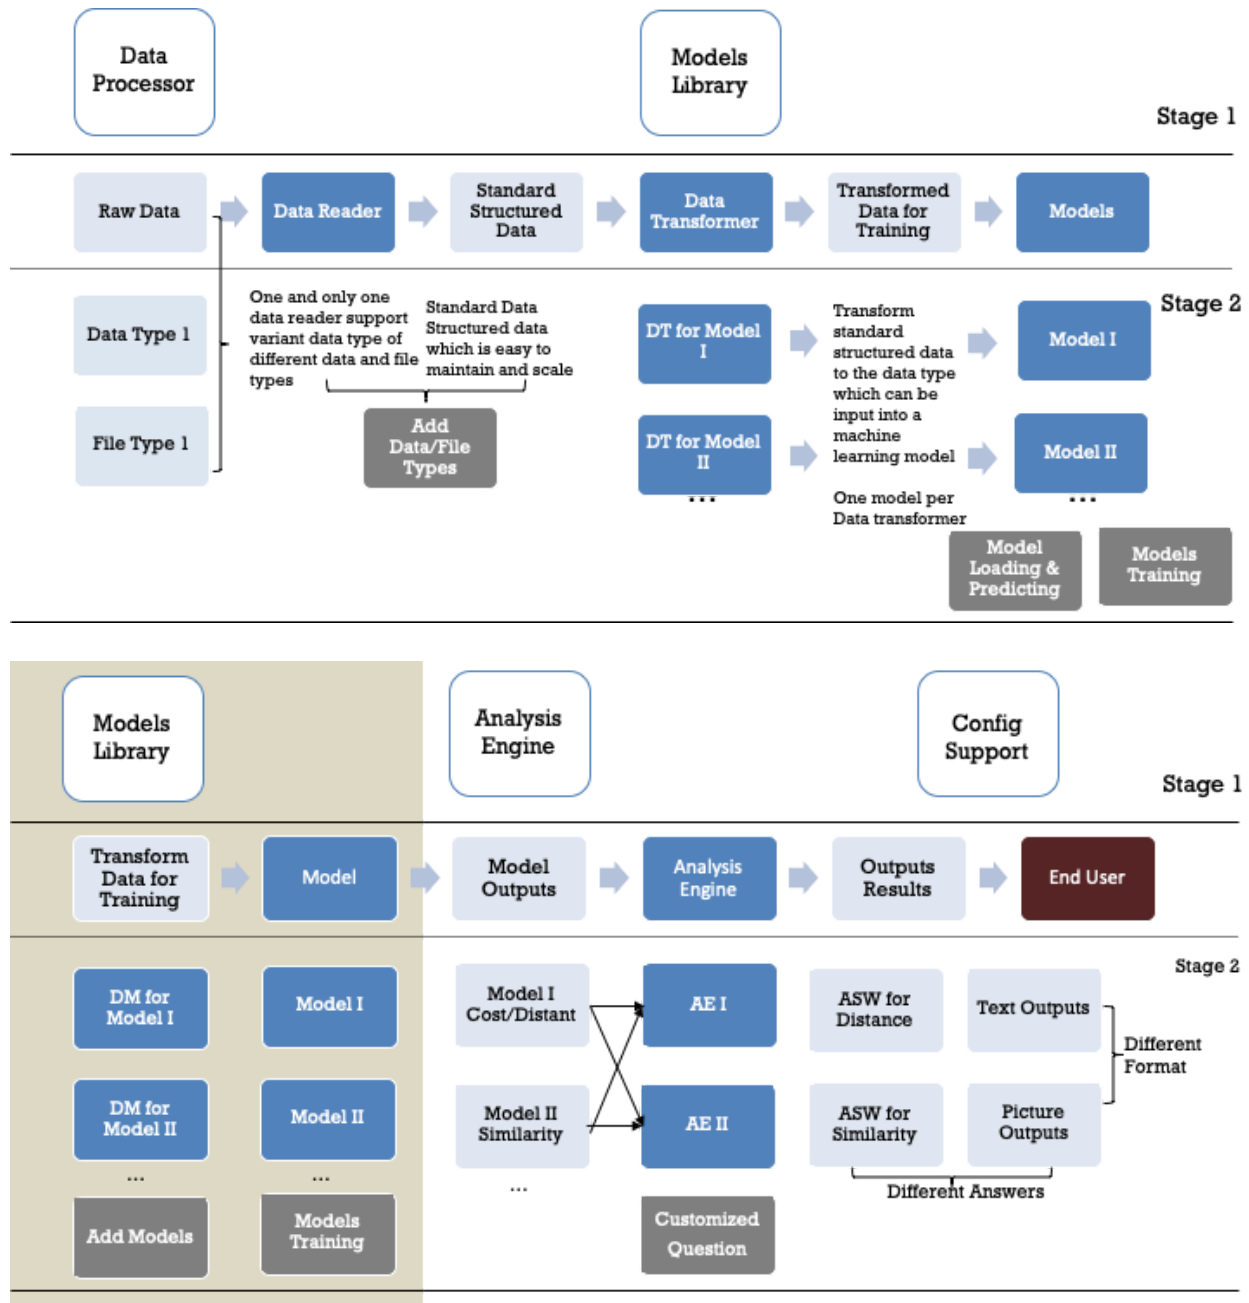 Data
Processor
Models
Library
Stage 1
Raw Data
Data Reader
Standard
Structured
Data
Data
Transformer
Transformed
Data for
Training
Models
Stage 2
Data Type 1
File Type 1
One and only one
data reader support
variant data type of
different data and file
types
Standard Data
Structured data
which is easy to
maintain and scale
Add
Data/File
Types
DT for Model
I
DT for Model
II
...
Transform
standard
structured data
to the data type
which can be
input into a
machine
learning model
One model per
Data transformer
Model I
Model II
...
Model
Loading &
Predicting
Models
Training
Models
Library
Analysis
Engine
Config
Support
Stage 1
Transform
Data for
Training
Model
Model
Outputs
Analysis
Engine
Outputs
Results
End User
Stage 2
DM for
Model I
Model I
Model I
Cost/Distant
AE I
ASW for
Distance
Text Outputs
Different
Format
DM for
Model II
Model II
Model II
Similarity
AE II
ASW for
Similarity
Picture
Outputs
...
...
...
Different Answers
Add Models
Models
Training
Customized
Question